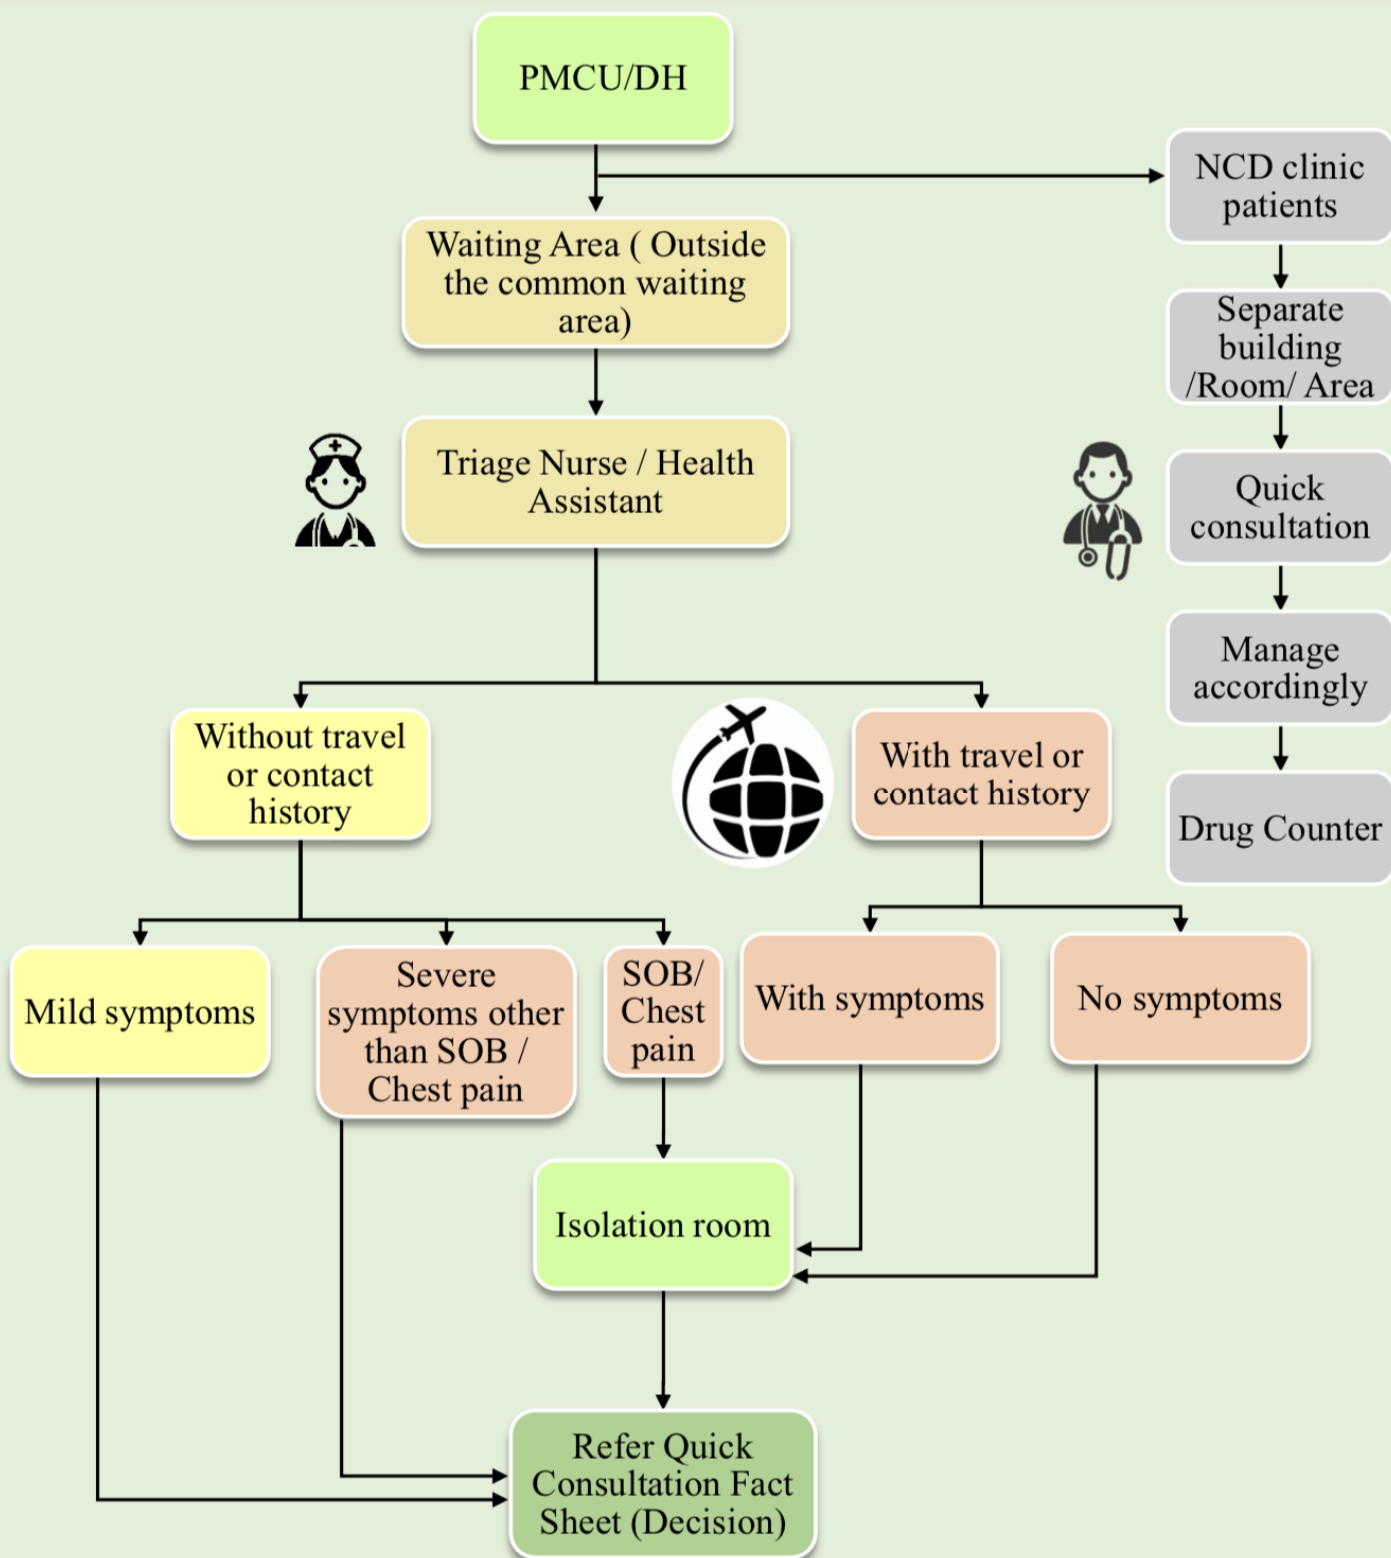 PMCU/DH
NCD clinic
patients
Waiting Area ( Outside
the common waiting
area)
Separate
building
/Room/ Area
Triage Nurse / Health
Assistant
Quick
consultation
Manage
accordingly
Drug Counter
Without travel
or contact
history
With travel or
contact history
Mild symptoms
Severe
symptoms other
than SOB /
Chest pain
SOB/
Chest
pain
With symptoms
No symptoms
Isolation room
Refer Quick
Consultation Fact
Sheet (Decision)